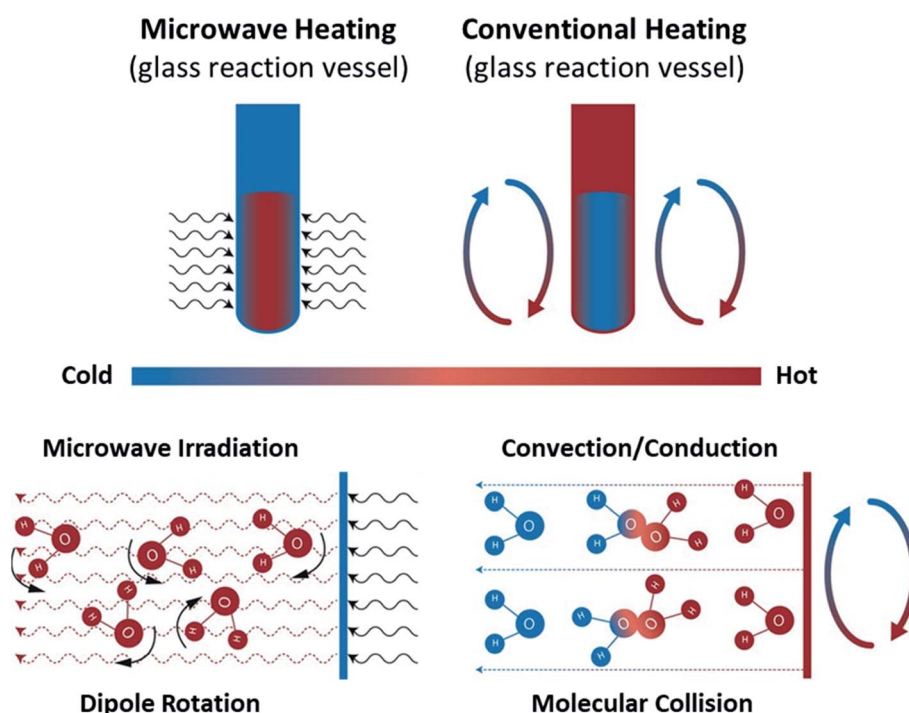 Microwave Heating
(glass reaction vessel)
Conventional Heating
(glass reaction vessel)
Cold
Hot
Microwave Irradiation
H
H
O
O
H
H
H
H
O
H
H
O
O
H
H
Dipole Rotation
Convection/Conduction
H
H
O
H
H
O
O
H
H
H
H
O
H
H
O
H
H
O
O
H
H
H
H
O
Molecular Collision